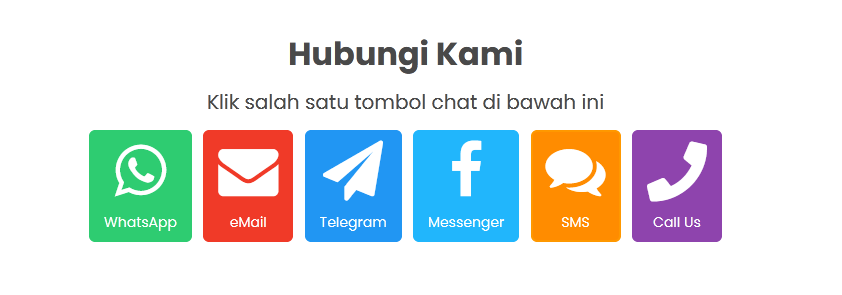 Hubungi Kami
Klik salah satu tombol chat di bawah ini
WhatsApp
eMail
Telegram
Messenger
SMS
Call Us